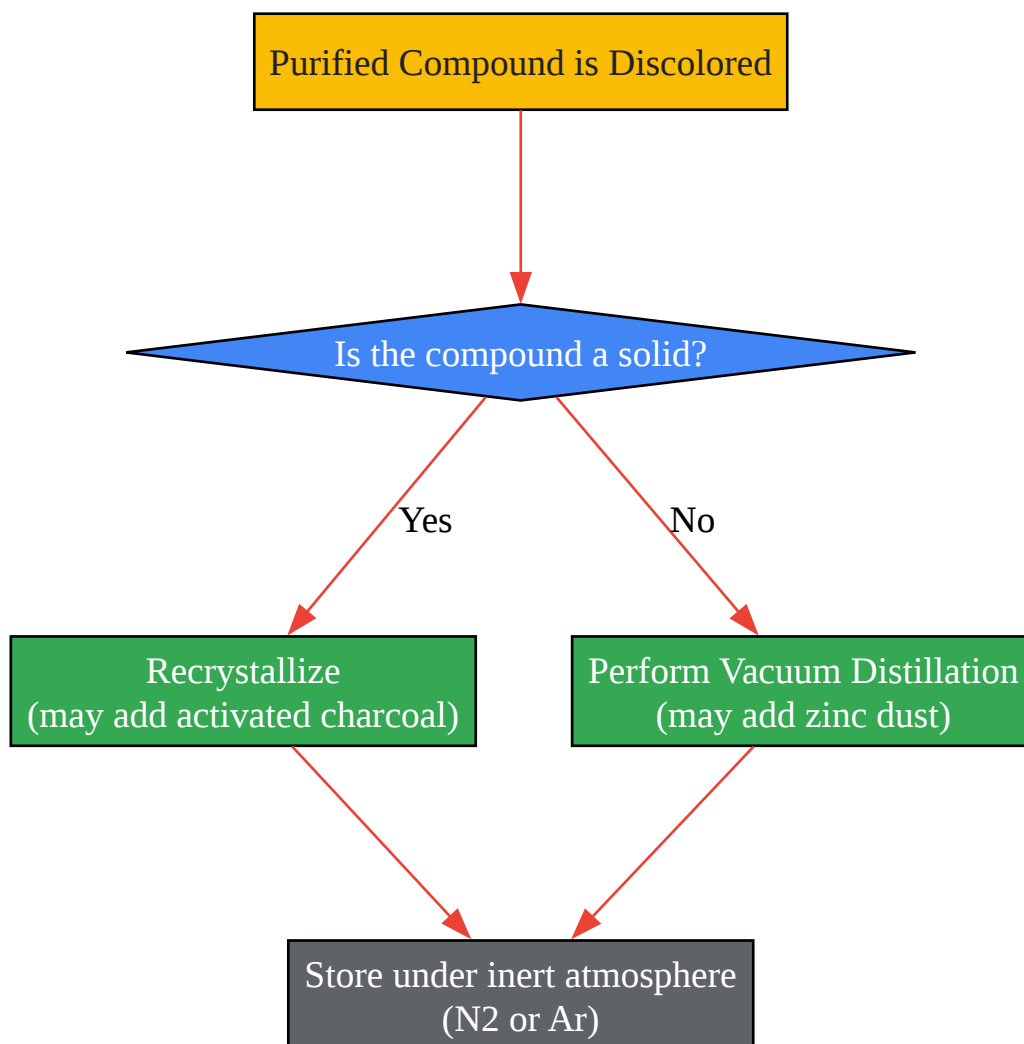 Purified Compound is Discolored
Is the compound a solid?
Yes
No
Recrystallize
(may add activated charcoal)
Perform Vacuum Distillation
(may add zinc dust)
Store under inert atmosphere
(N2 or Ar)